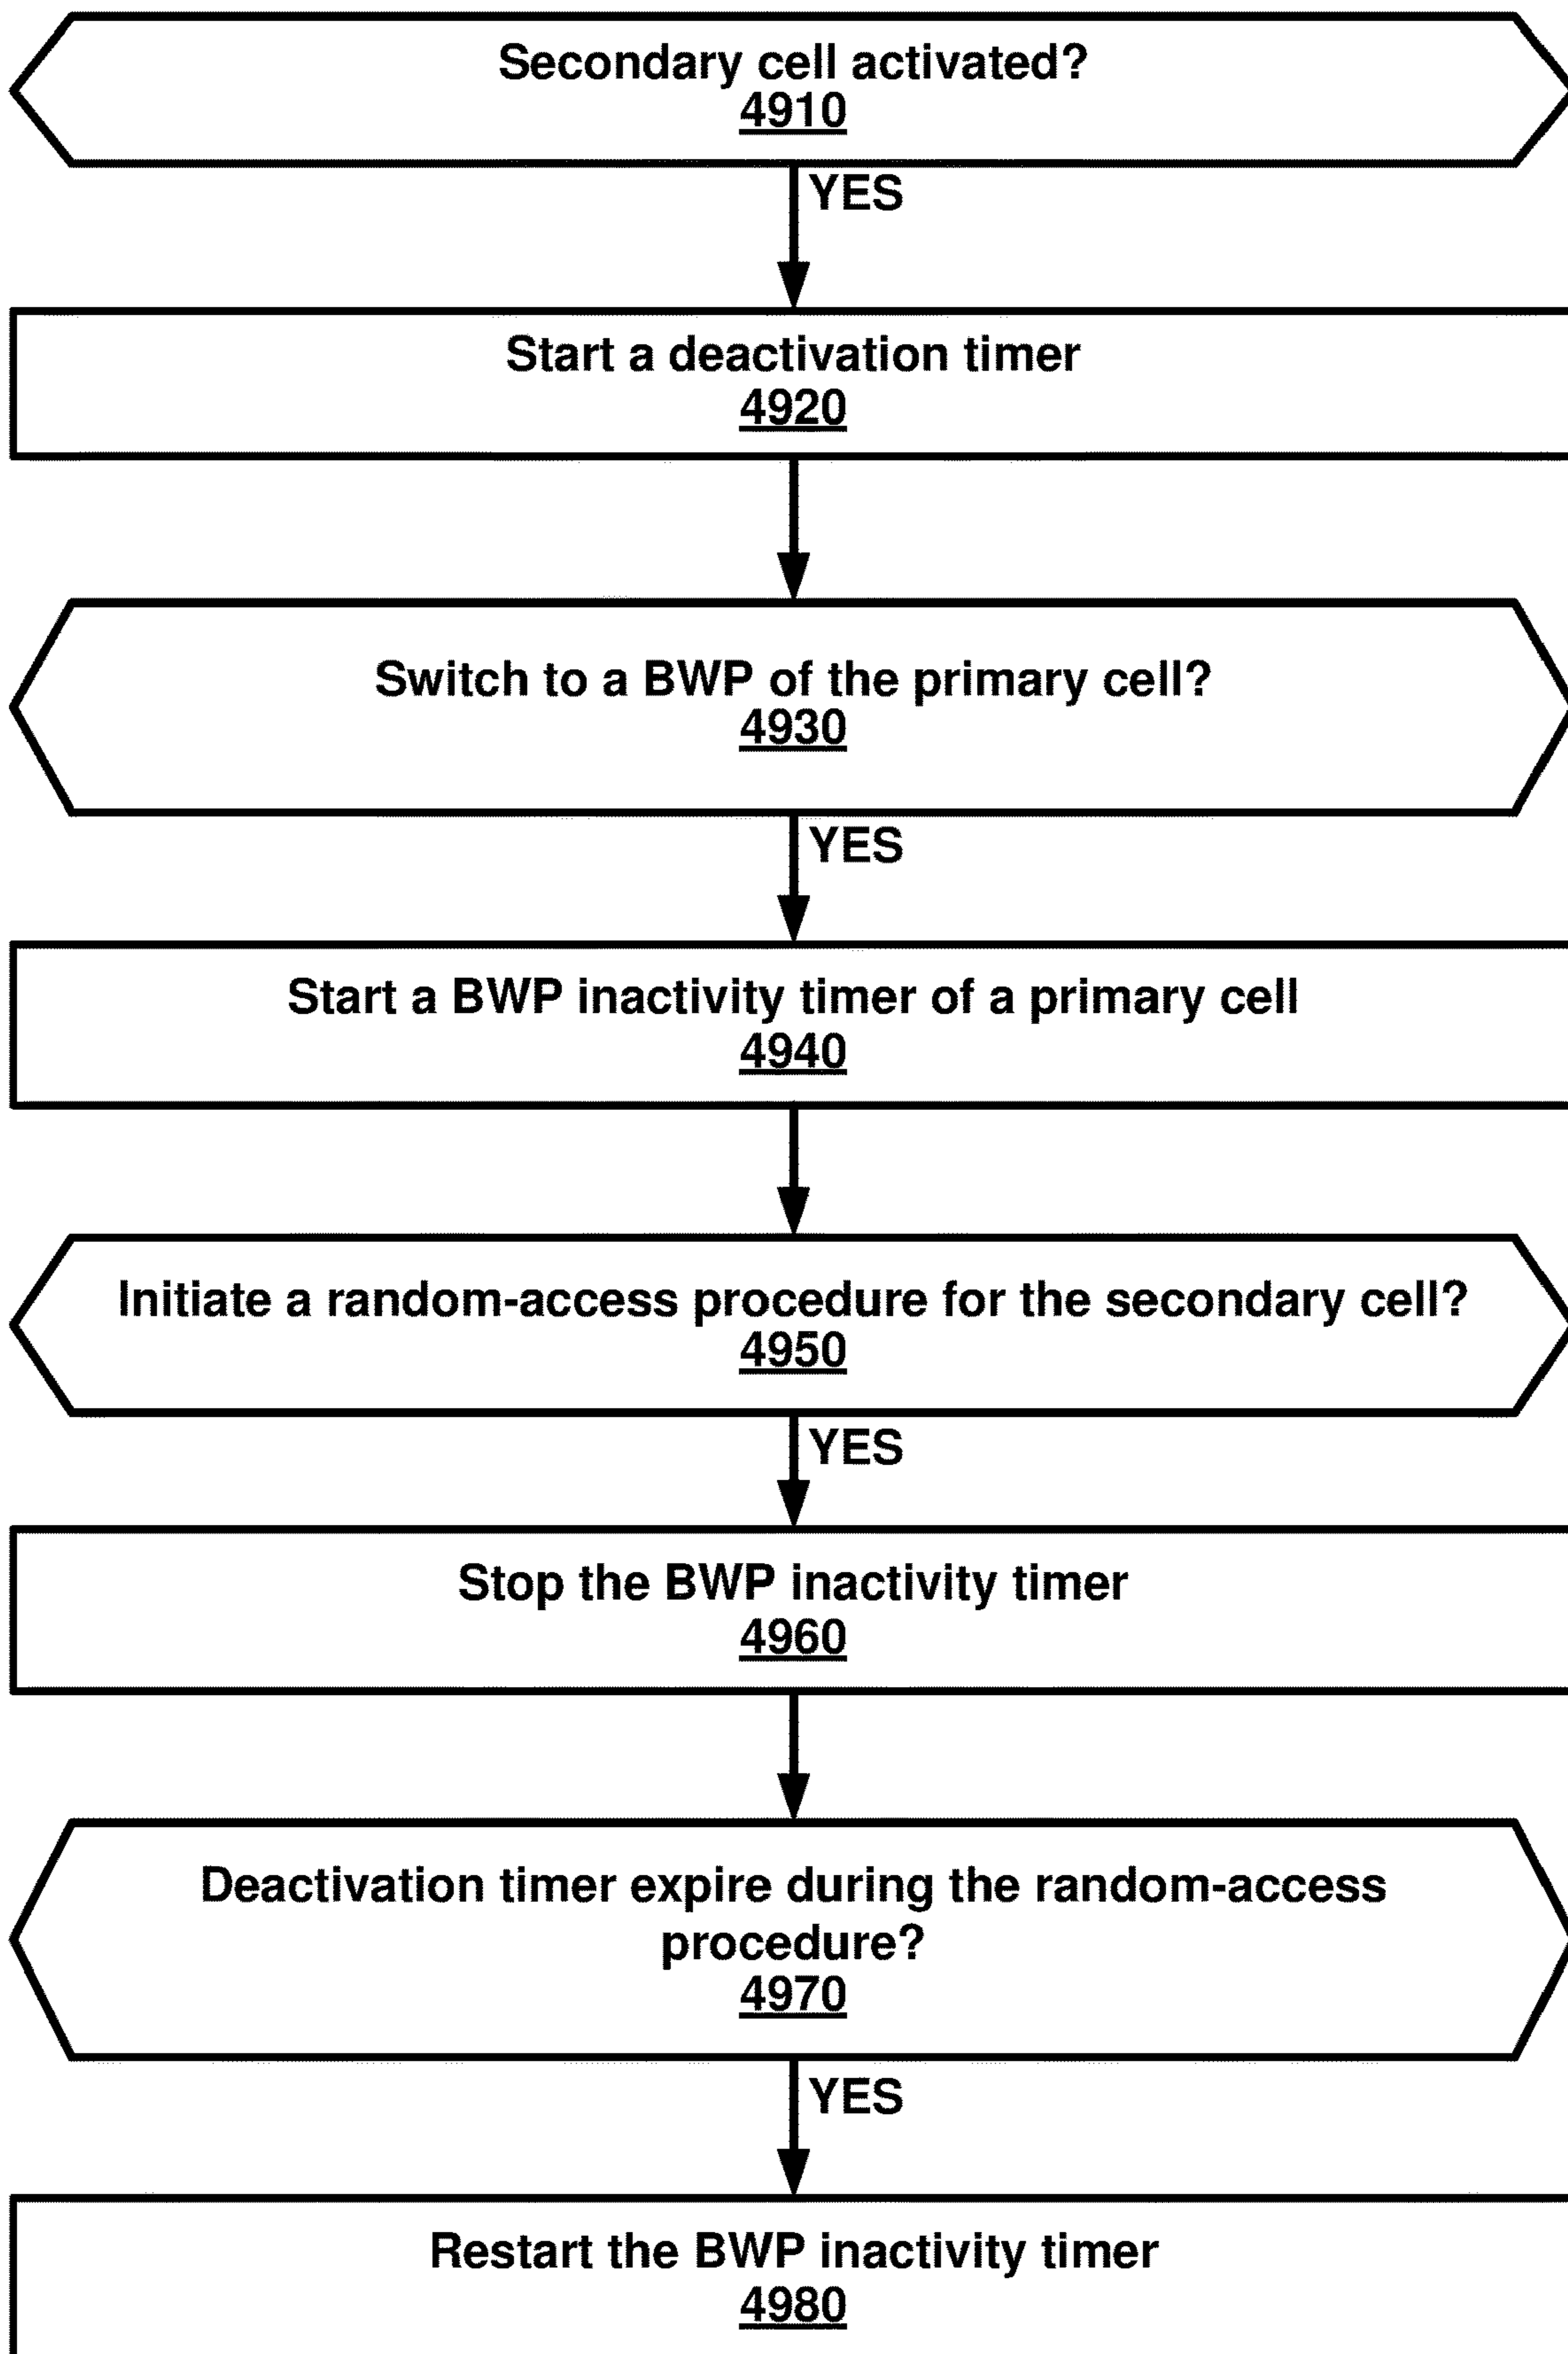 Secondary cell activated?
4910
YES
Start a deactivation timer
4920
Switch to a BWP of the primary cell?
4930
YES
Start a BWP inactivity timer of a primary cell
4940
Initiate a random-access procedure for the secondary cell?
4950
YES
Stop the BWP inactivity timer
4960
Deactivation timer expire during the random-access
procedure?
4970
YES
Restart the BWP inactivity timer
4980